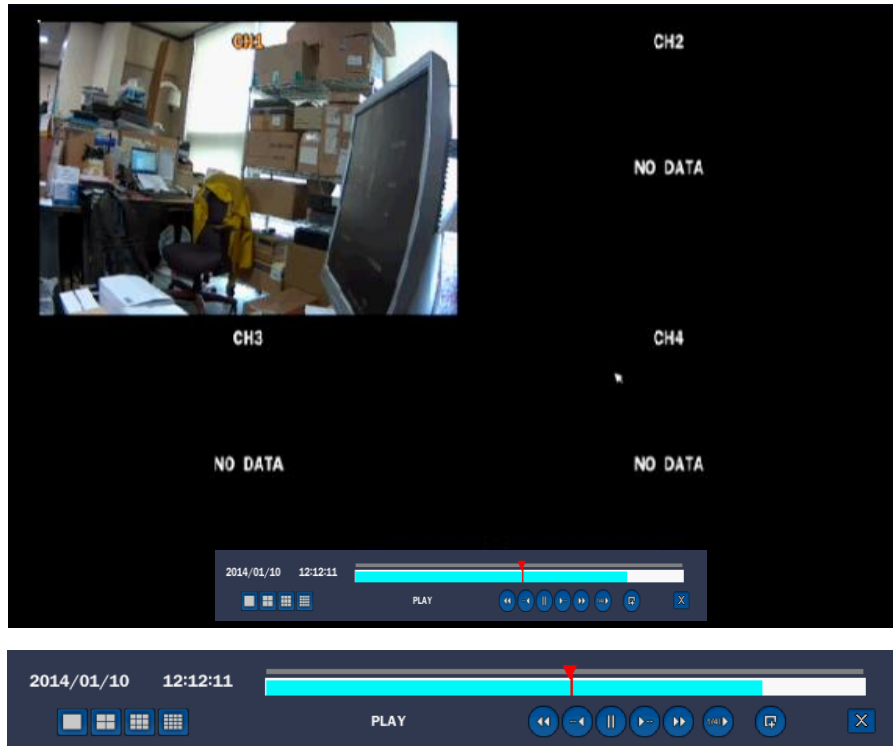 CH1 CH2
NO DATA
CH3 CH4
NO DATA NO DATA
2014/01/10 12:12:11
PLAY
2014/01/10 12:12:11
PLAY